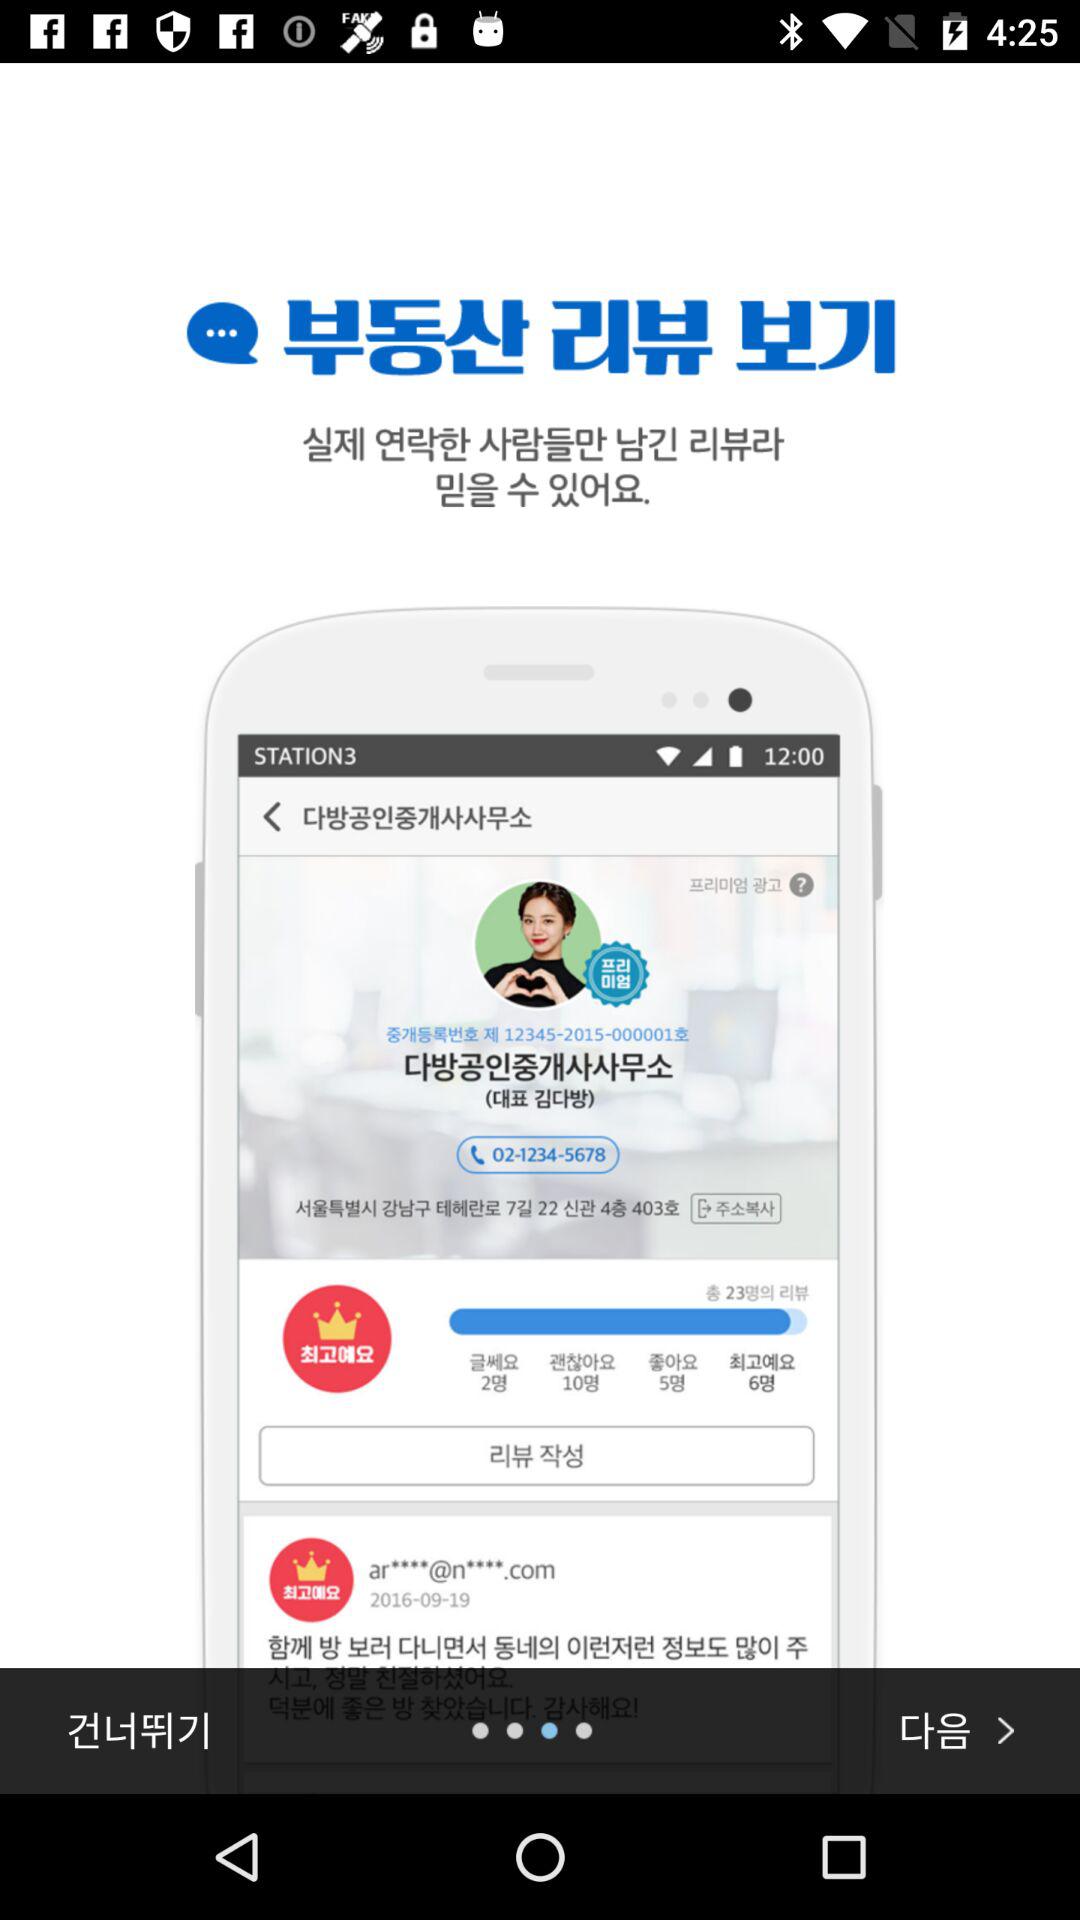 FAKE
4:25
부동산 리뷰 보기
실제 연락한 사람들만 남긴 리뷰라
믿을 수 있어요.
STATION3 12:00
다방공인중개사사무소
프리미엄 광고 ?
프리
미엄
중개등록번호 제 12345-2015-000001호
다방공인중개사사무소
(대표 김다방)
02-1234-5678
서울특별시 강남구 테헤란로 7길 22 신관 4층 403호 주소복사
총 23명의 리뷰
최고예요
글쎄요 괜찮아요 좋아요 최고예요
2명 10명 5명 6명
리뷰 작성
최고예요
ar****@n****.com
2016-09-19
함께 방 보러 다니면서 동네의 이런저런 정보도 많이 주
시고, 정말 친절하셨어요.
덕분에 좋은 방 찾았습니다. 감사해요!
건너뛰기 다음